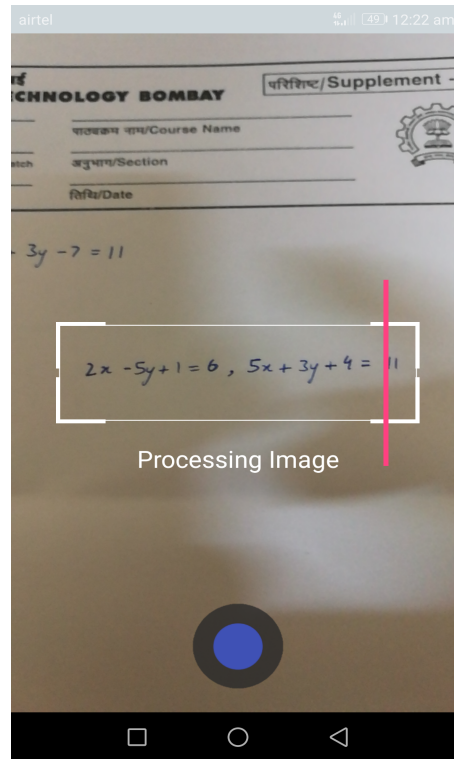 airtel 49 12:22 am
CHNOLOGY BOMBAY
परिशिष्ट/Supplement -
पाठ्यक्रम नाम/Course Name
अनुभाग/Section
तिथि/Date
3y - 7 = 11
2x - 5y + 1 = 6 , 5x + 3y + 4 = 11
Processing Image